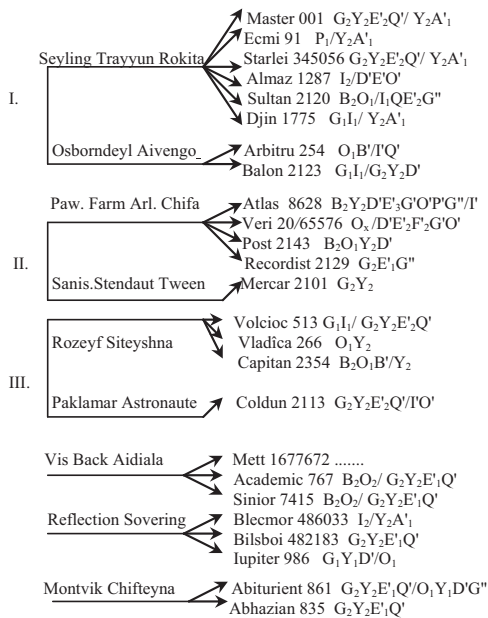 Master 001 G₂Y₂E'₂Q'/ Y₂A'₁
Ecmi 91 P₁/Y₂A'₁
Seyling Trayyun Rokita Starlei 345056 G₂Y₂E'₂Q'/ Y₂A'₁
Almaz 1287 I₂/D'E'O'
I. Sultan 2120 B₂O₁/I₁QE'₂G"
Djin 1775 G₁I₁/ Y₂A'₁
Osborndeyl Aivengo_ Arbitru 254 O₁B'/I'Q'
Balon 2123 G₁I₁/G₂Y₂D'
Paw. Farm Arl. Chifa Atlas 8628 B₂Y₂D'E'₃G'O'P'G"/I'
Veri 20/65576 Oₓ/D'E'₂F'₂G'O'
Post 2143 B₂O₁Y₂D'
II. Recordist 2129 G₂E'₁G"
Sanis.Stendaut Tween Mercar 2101 G₂Y₂
Volcioc 513 G₁I₁/ G₂Y₂E'₂Q'
Rozeyf Siteyshna Vladîca 266 O₁Y₂
Capitan 2354 B₂O₁B'/Y₂
III.
Paklamar Astronaute Coldun 2113 G₂Y₂E'₂Q'/I'O'
Vis Back Aidiala Mett 1677672 .......
Academic 767 B₂O₂/ G₂Y₂E'₁Q'
Sinior 7415 B₂O₂/ G₂Y₂E'₁Q'
Reflection Sovering Blecmor 486033 I₂/Y₂A'₁
Bilsboi 482183 G₂Y₂E'₁Q'
Iupiter 986 G₁Y₁D'/O₁
Montvik Chifteyna Abiturient 861 G₂Y₂E'₁Q'/O₁Y₁D'G"
Abhazian 835 G₂Y₂E'₁Q'